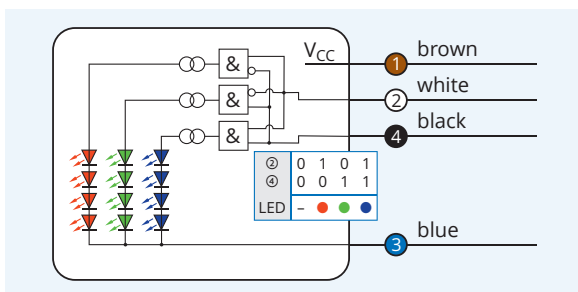 V_CC 1 brown
& 2 white
& 4 black
&
② 0 1 0 1
④ 0 0 1 1
LED –
3 blue